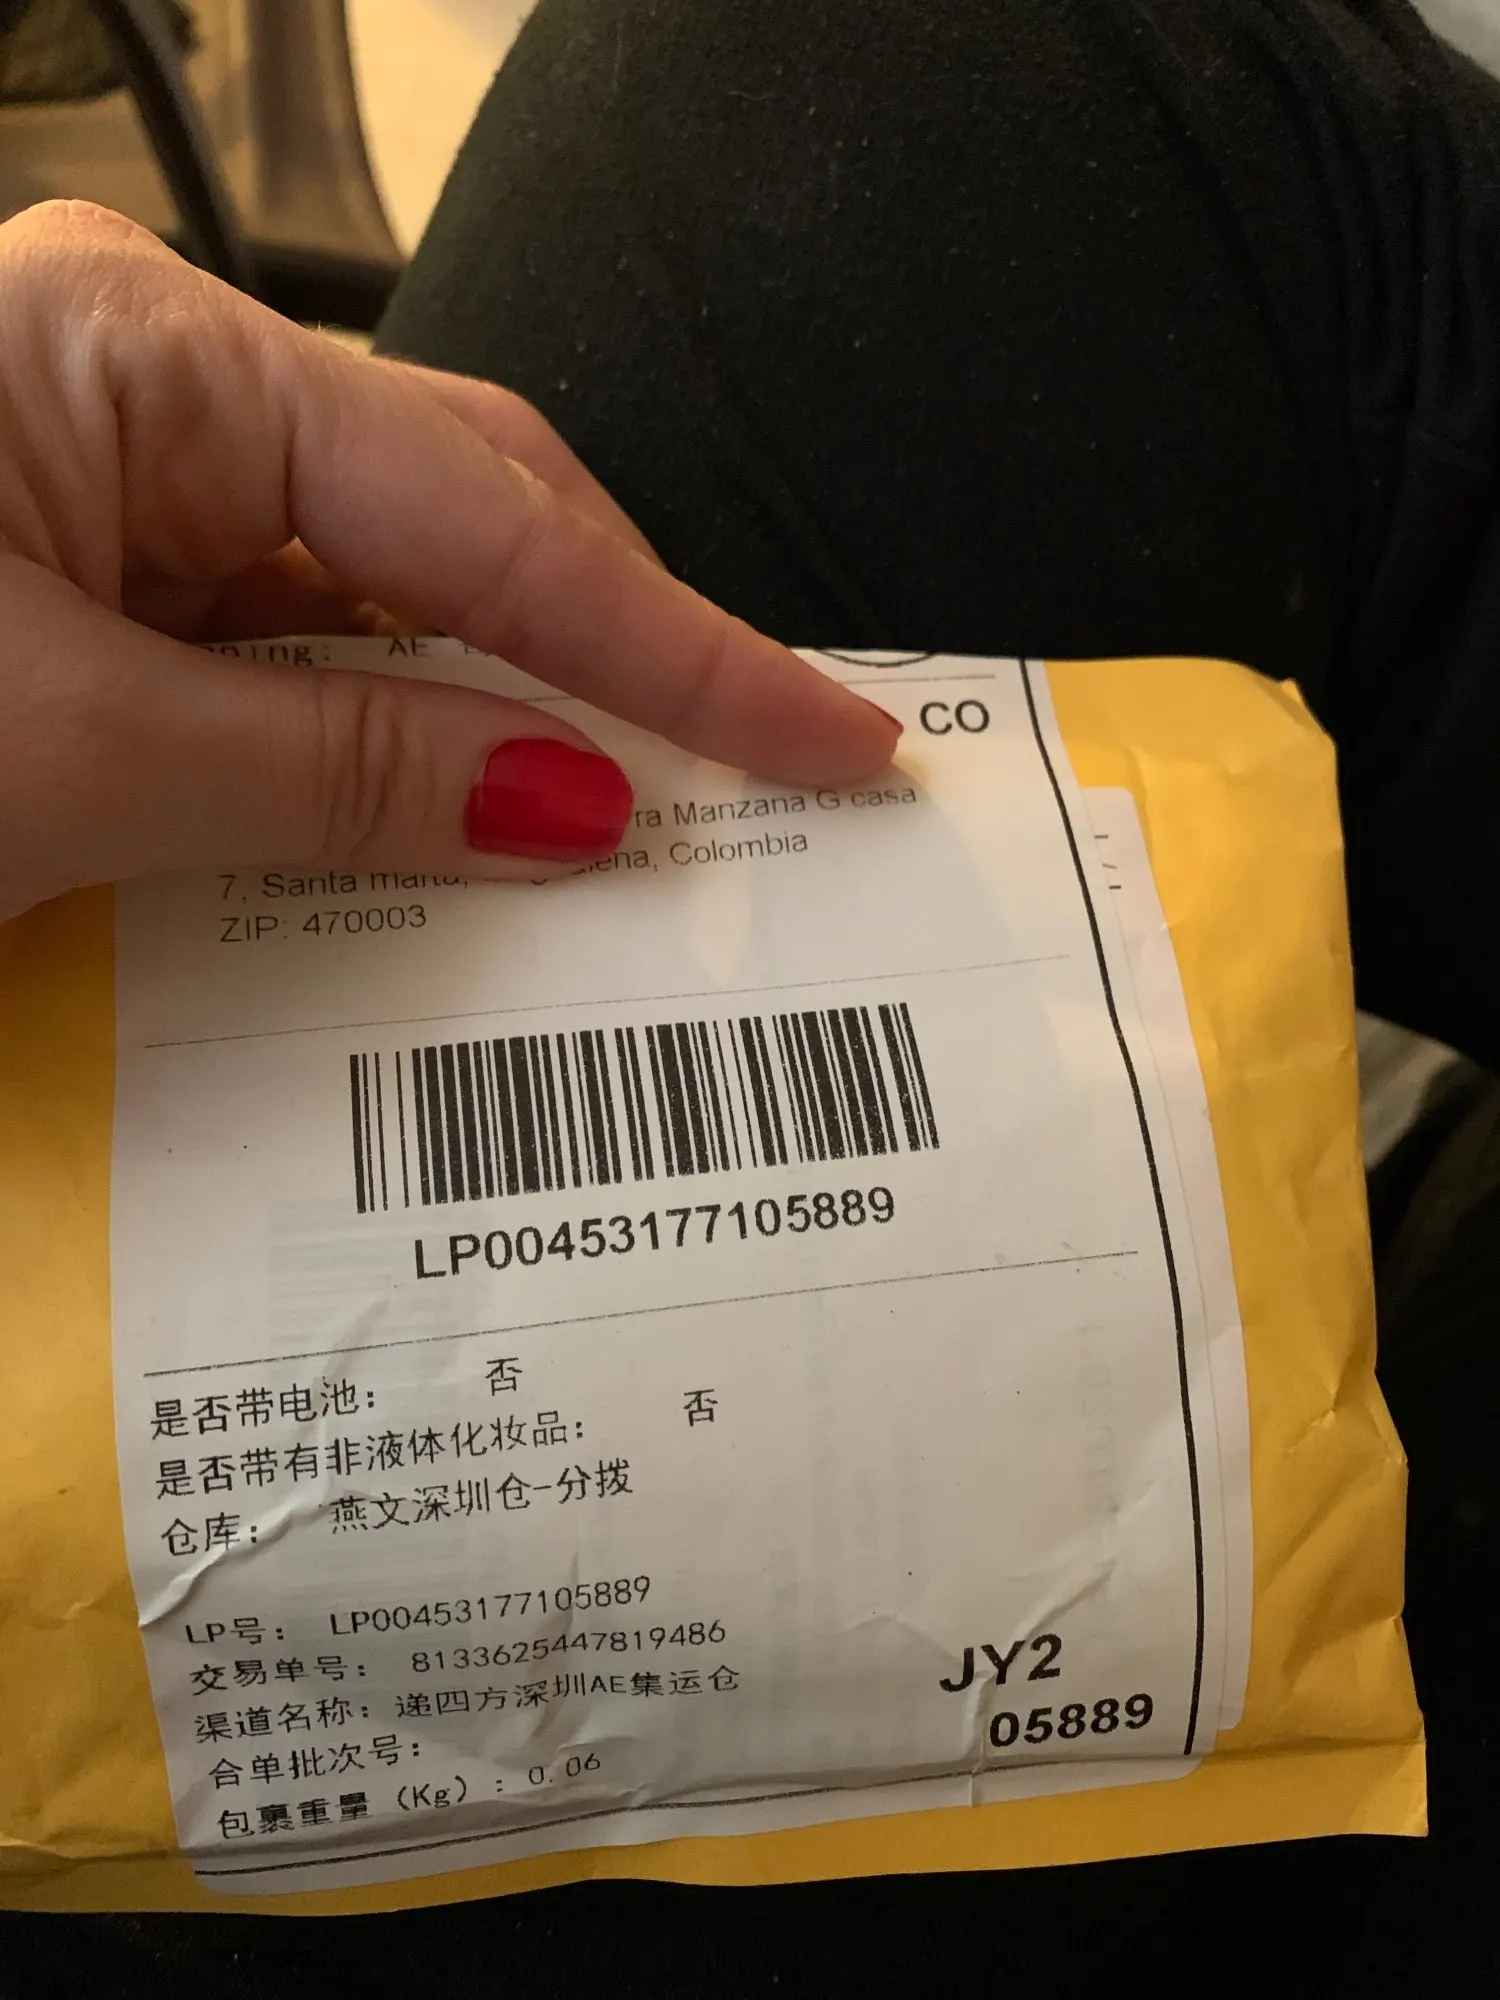 AE
CO
Manzana G casa
7, Santa marta, Colombia
ZIP: 470003
LP00453177105889
是否带电池: 否
是否带有非液体化妆品: 否
仓库: 燕文深圳仓-分拨
LP号: LP00453177105889
交易单号: 8133625447819486
渠道名称: 递四方深圳AE集运仓
合单批次号:
包裹重量 (Kg) : 0.06
JY2
05889